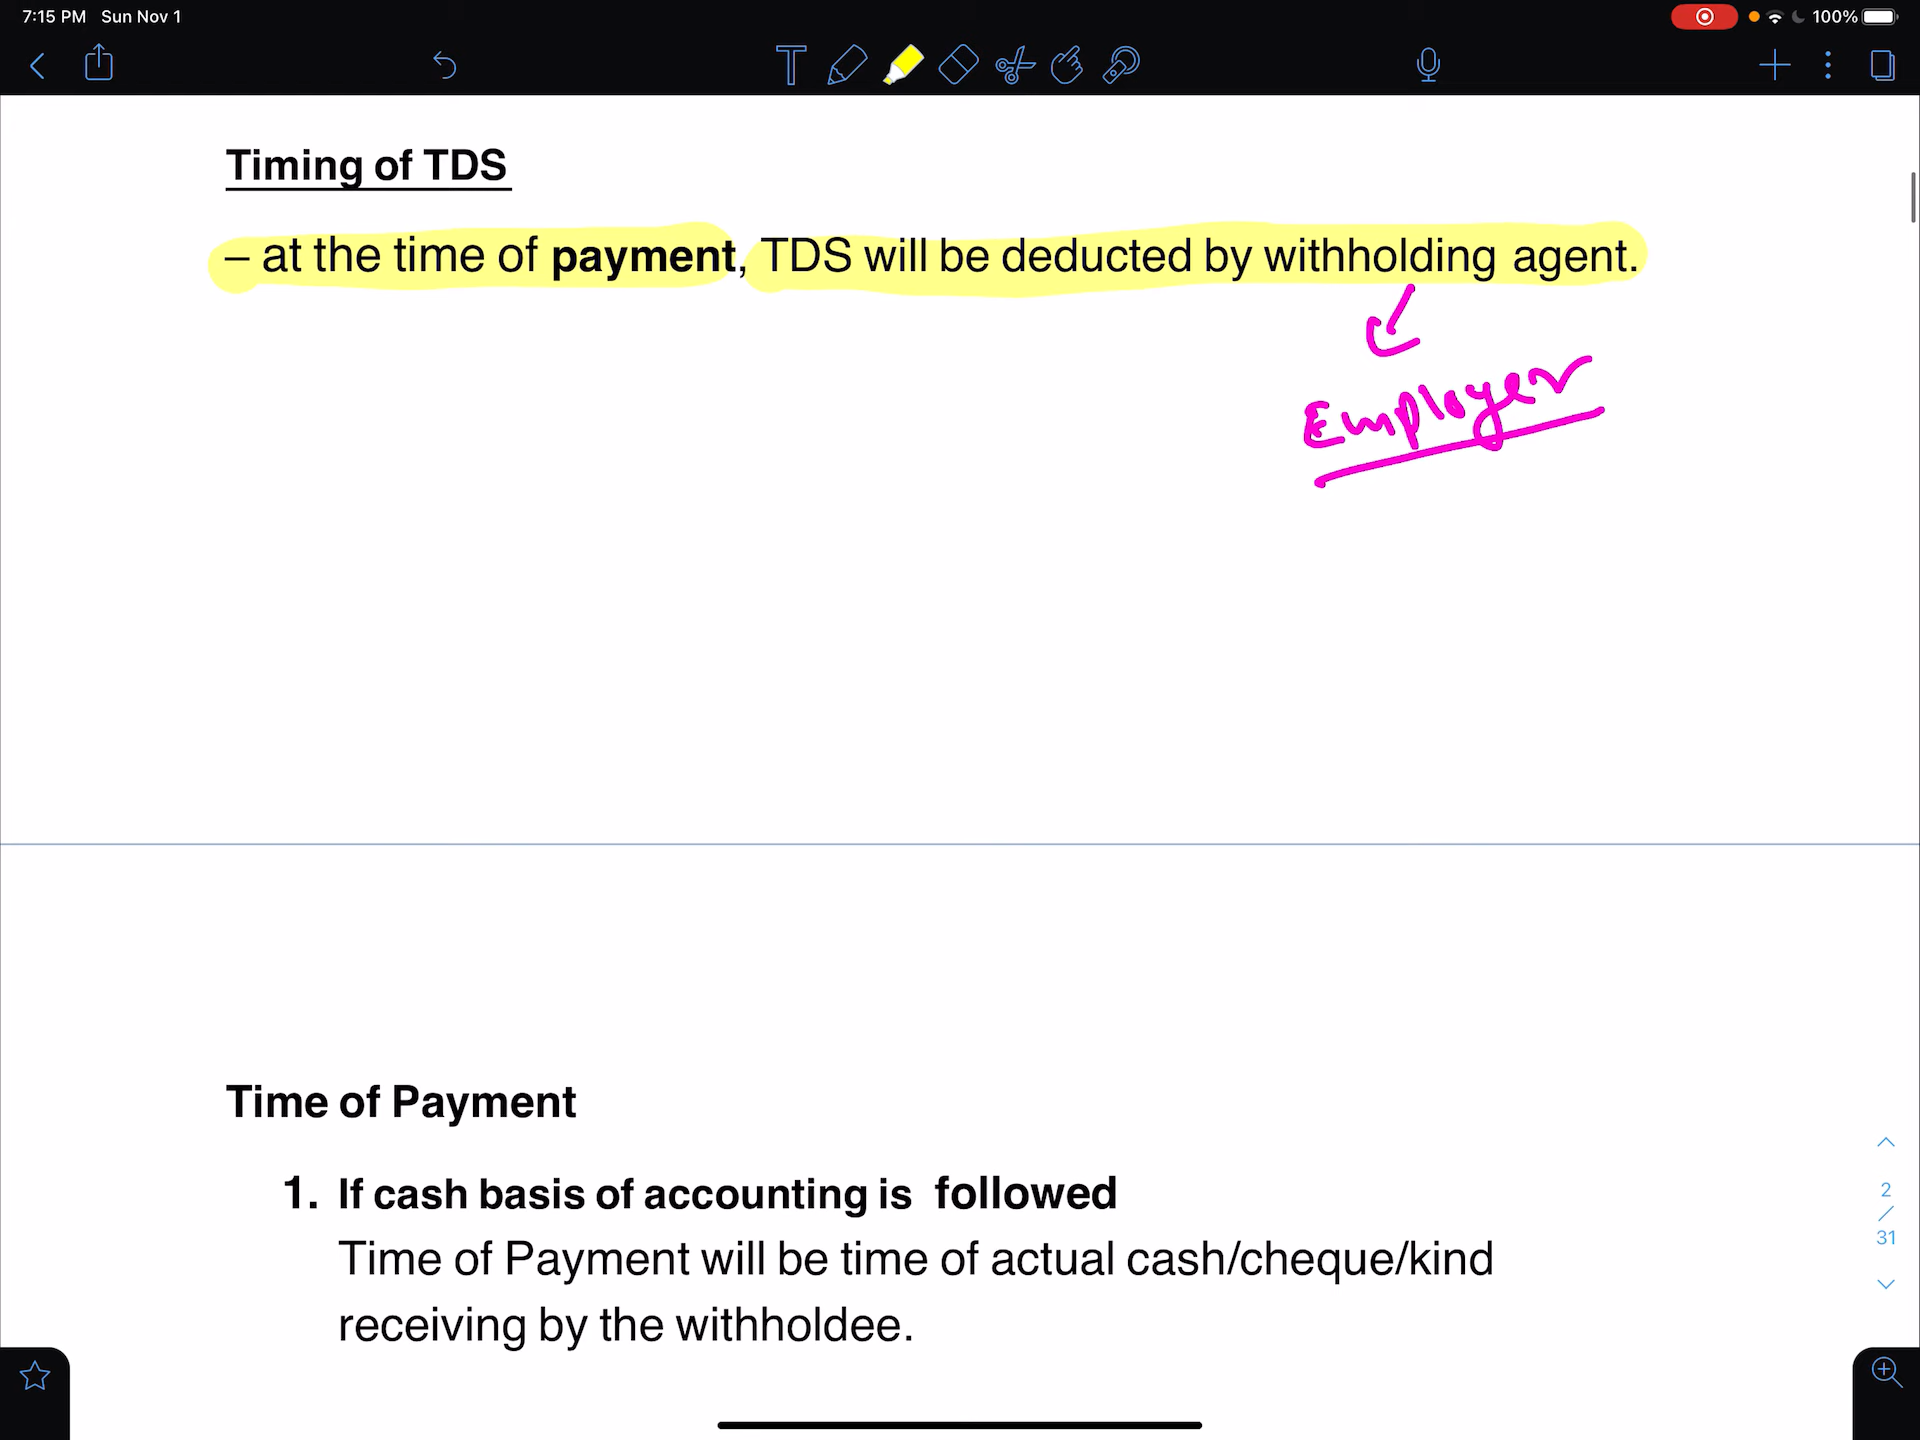 7:15 PM Sun Nov 1
100%
Timing of TDS
– at the time of payment, TDS will be deducted by withholding agent.
Employer
Time of Payment
1. If cash basis of accounting is followed
Time of Payment will be time of actual cash/cheque/kind
receiving by the withholdee.
2
/
31